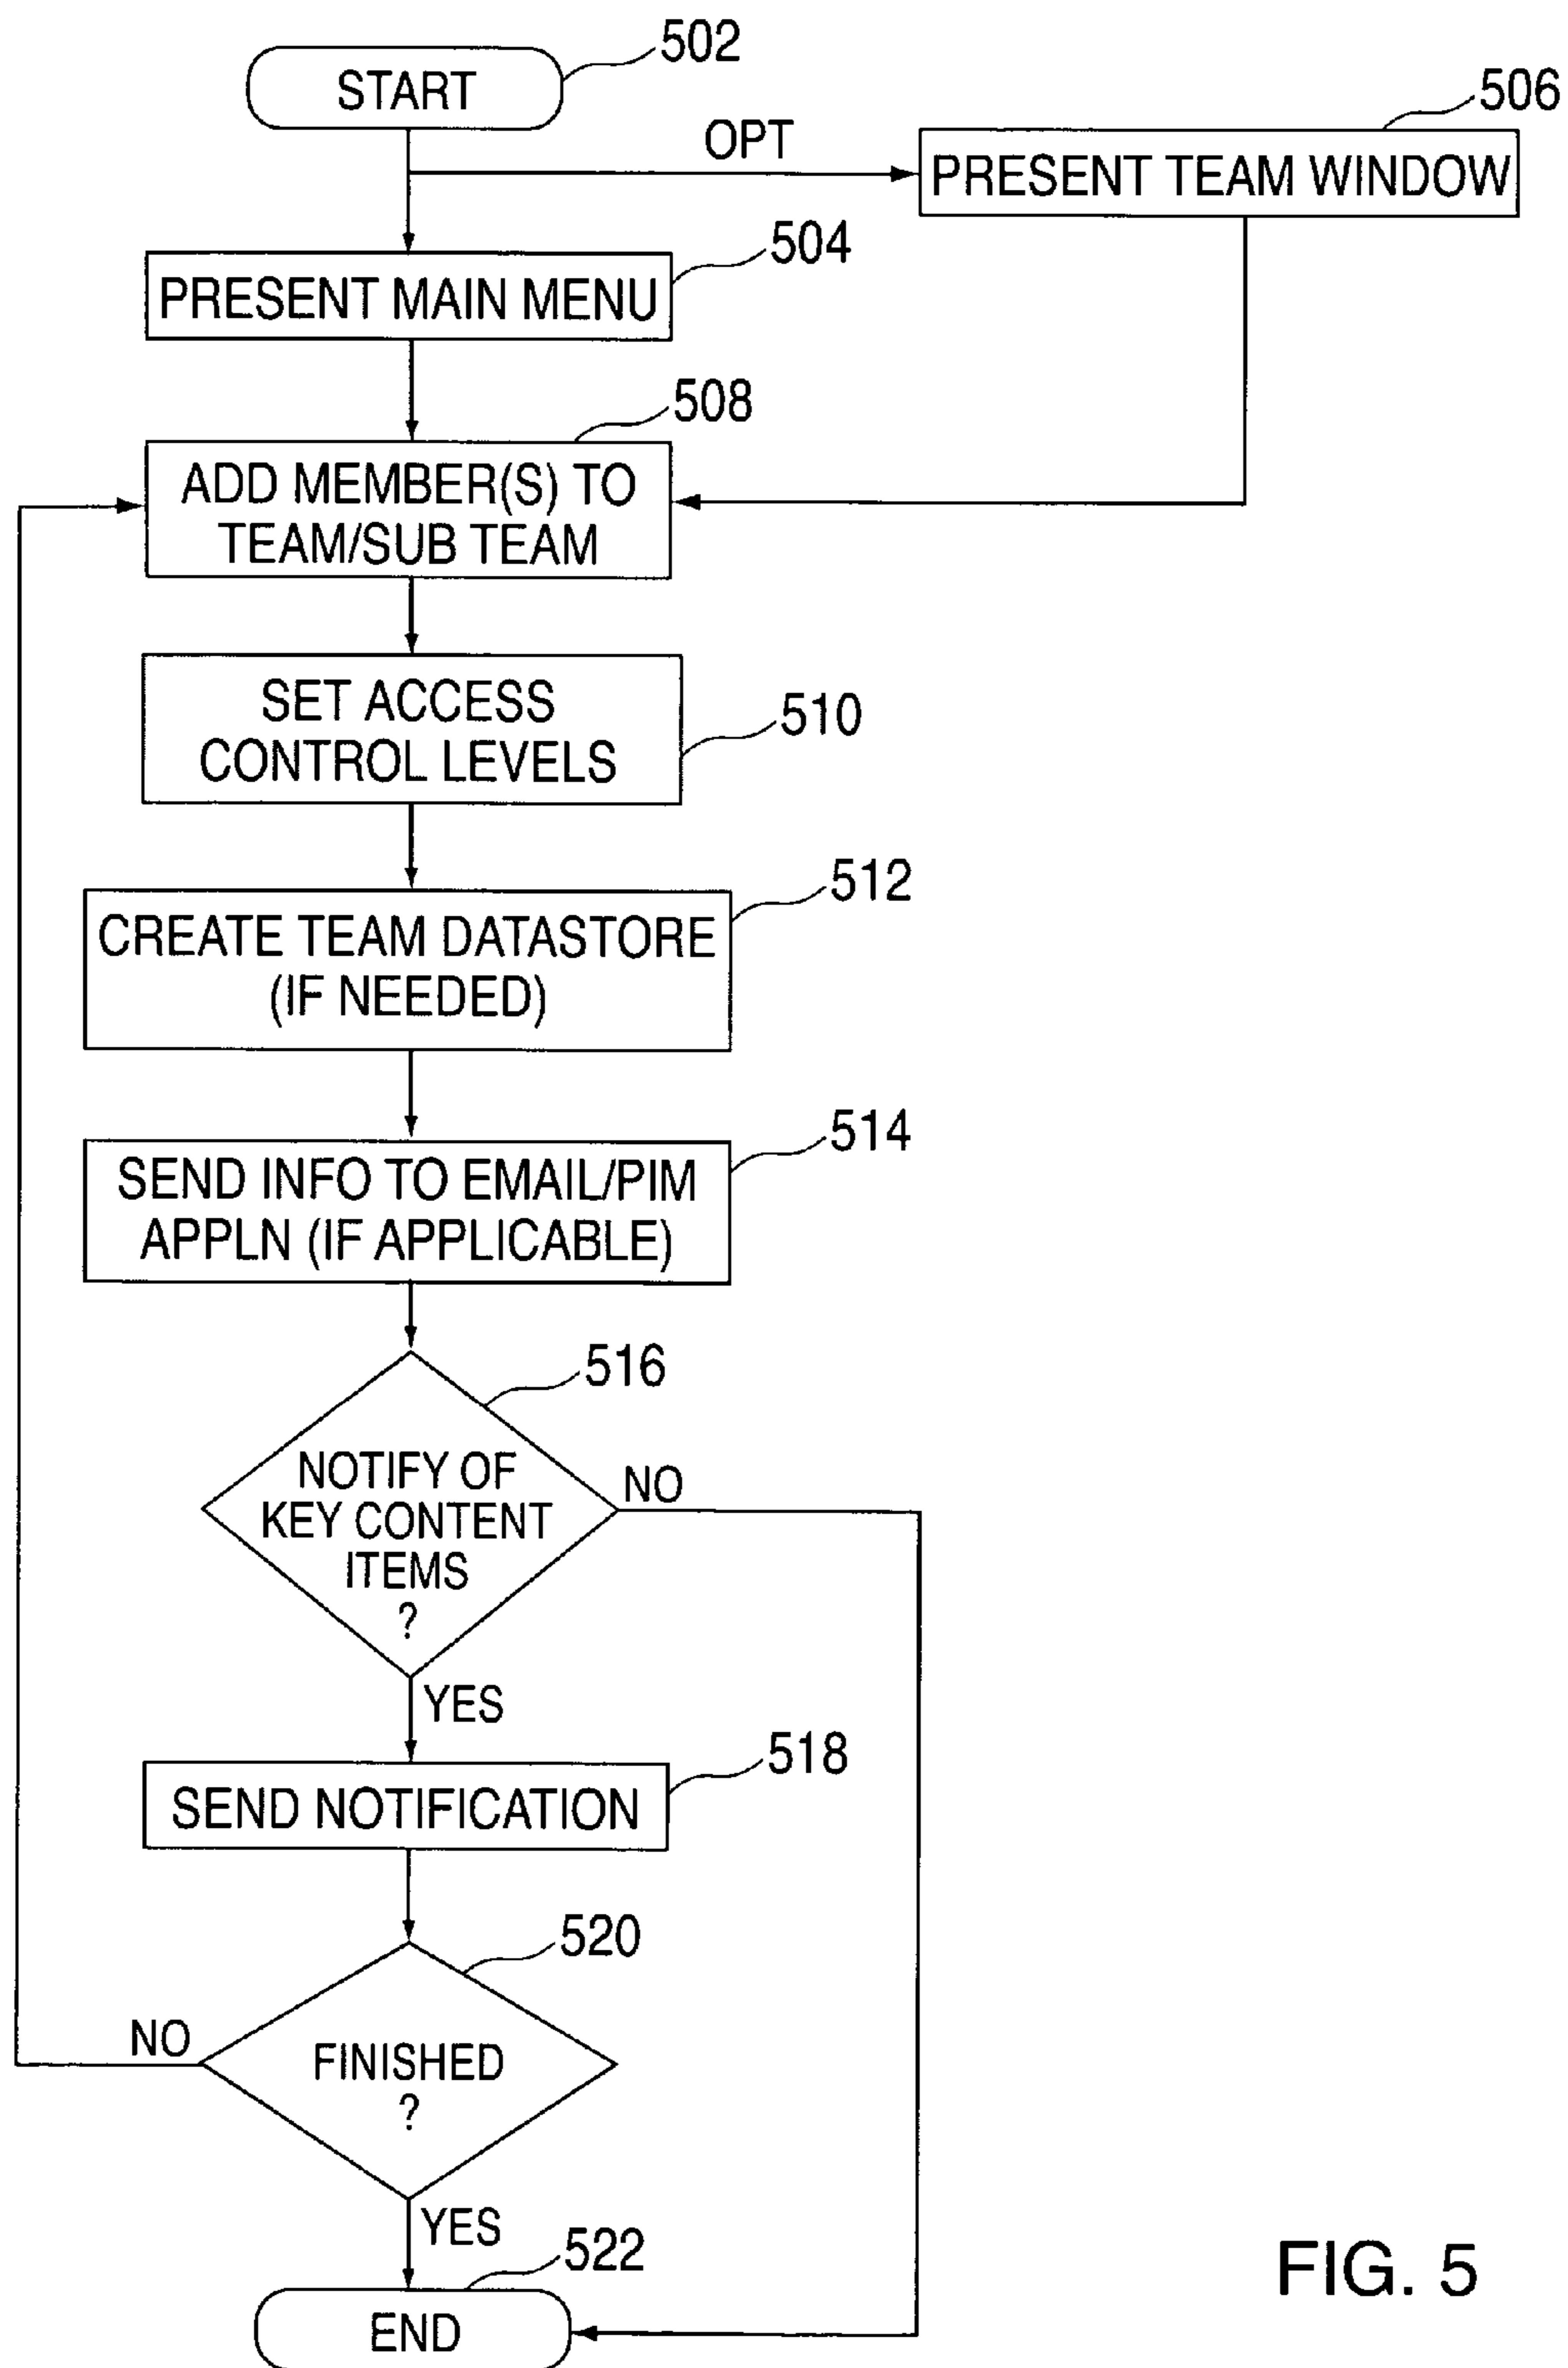 502
START
506
OPT
PRESENT TEAM WINDOW
504
PRESENT MAIN MENU
508
ADD MEMBER(S) TO
TEAM/SUB TEAM
SET ACCESS
CONTROL LEVELS
510
512
CREATE TEAM DATASTORE
(IF NEEDED)
514
SEND INFO TO EMAIL/PIM
APPLN (IF APPLICABLE)
516
NOTIFY OF
KEY CONTENT
ITEMS
?
NO
YES
518
SEND NOTIFICATION
520
NO
FINISHED
?
YES
522
END
FIG. 5